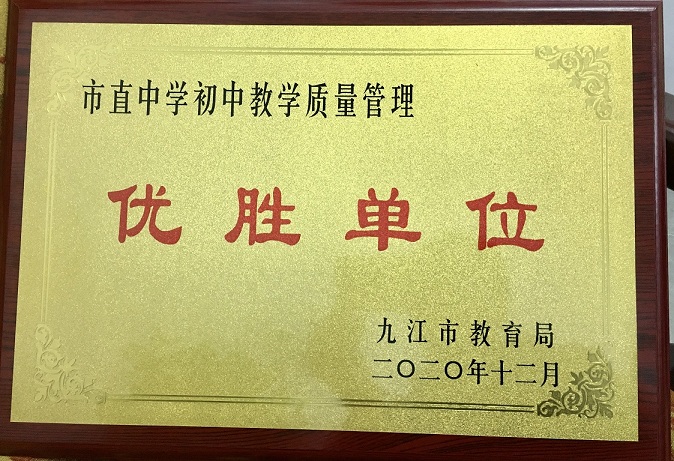 市直中学初中教学质量管理
优胜单位
九江市教育局
二〇二〇年十二月